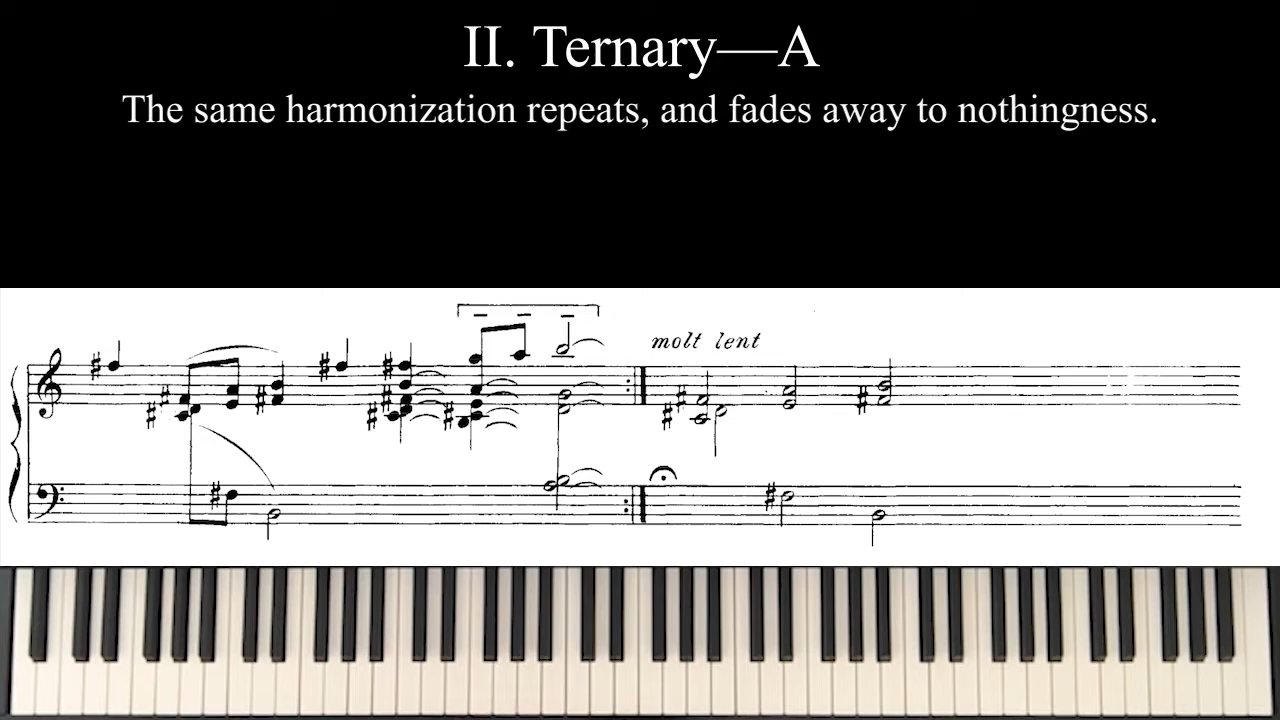 II. Ternary—A
The same harmonization repeats, and fades away to nothingness.
molt lent